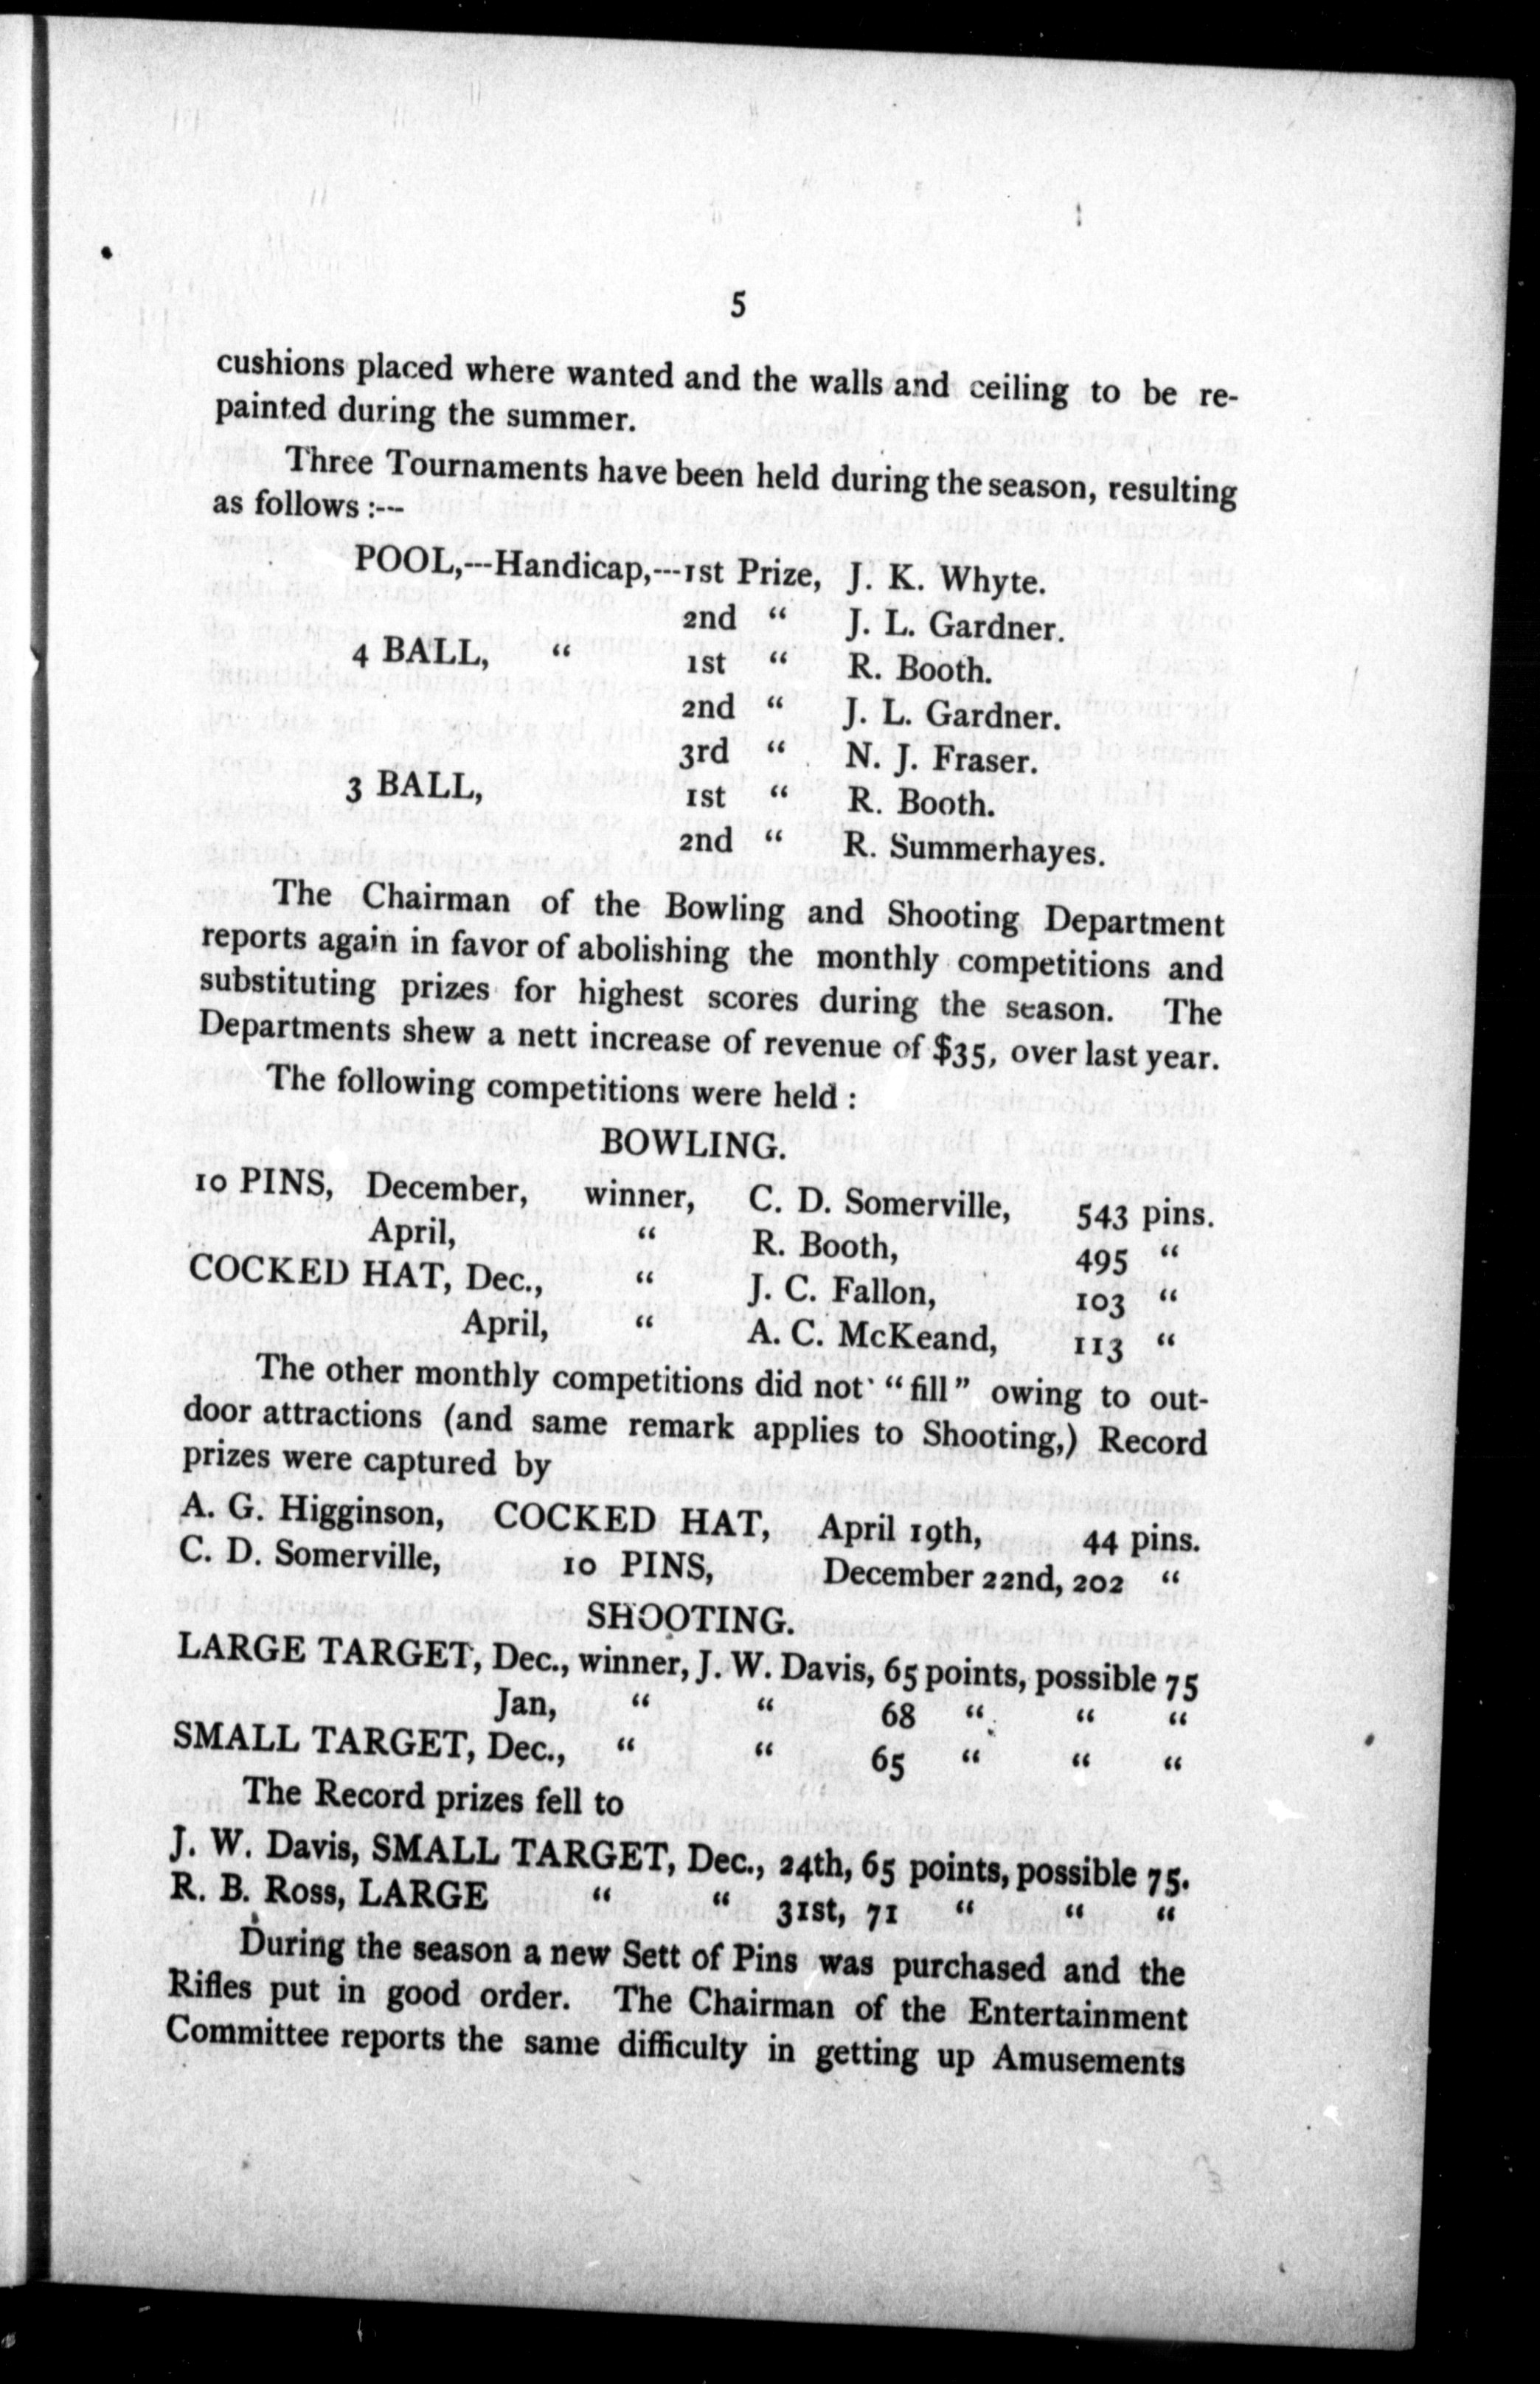 5
cushions placed where wanted and the walls and ceiling to be re-
painted during the summer.
Three Tournaments have been held during the season, resulting
as follows :---
POOL,---Handicap,---1st Prize, J. K. Whyte.
2nd “ J. L. Gardner.
4 BALL, “ 1st “ R. Booth.
2nd “ J. L. Gardner.
3rd “ N. J. Fraser.
3 BALL, 1st “ R. Booth.
2nd “ R. Summerhayes.
The Chairman of the Bowling and Shooting Department
reports again in favor of abolishing the monthly competitions and
substituting prizes for highest scores during the season. The
Departments shew a nett increase of revenue of $35, over last year.
The following competitions were held :
BOWLING.
10 PINS, December, winner, C. D. Somerville, 543 pins.
April, “ R. Booth, 495 “
COCKED HAT, Dec., “ J. C. Fallon, 103 “
April, “ A. C. McKeand, 113 “
The other monthly competitions did not “fill” owing to out-
door attractions (and same remark applies to Shooting,) Record
prizes were captured by
A. G. Higginson, COCKED HAT, April 19th, 44 pins.
C. D. Somerville, 10 PINS, December 22nd, 202 “
SHOOTING.
LARGE TARGET, Dec., winner, J. W. Davis, 65 points, possible 75
Jan, “ “ 68 “ “ “
SMALL TARGET, Dec., “ “ 65 “ “ “
The Record prizes fell to
J. W. Davis, SMALL TARGET, Dec., 24th, 65 points, possible 75.
R. B. Ross, LARGE “ “ 31st, 71 “ “ “
During the season a new Sett of Pins was purchased and the
Rifles put in good order. The Chairman of the Entertainment
Committee reports the same difficulty in getting up Amusements